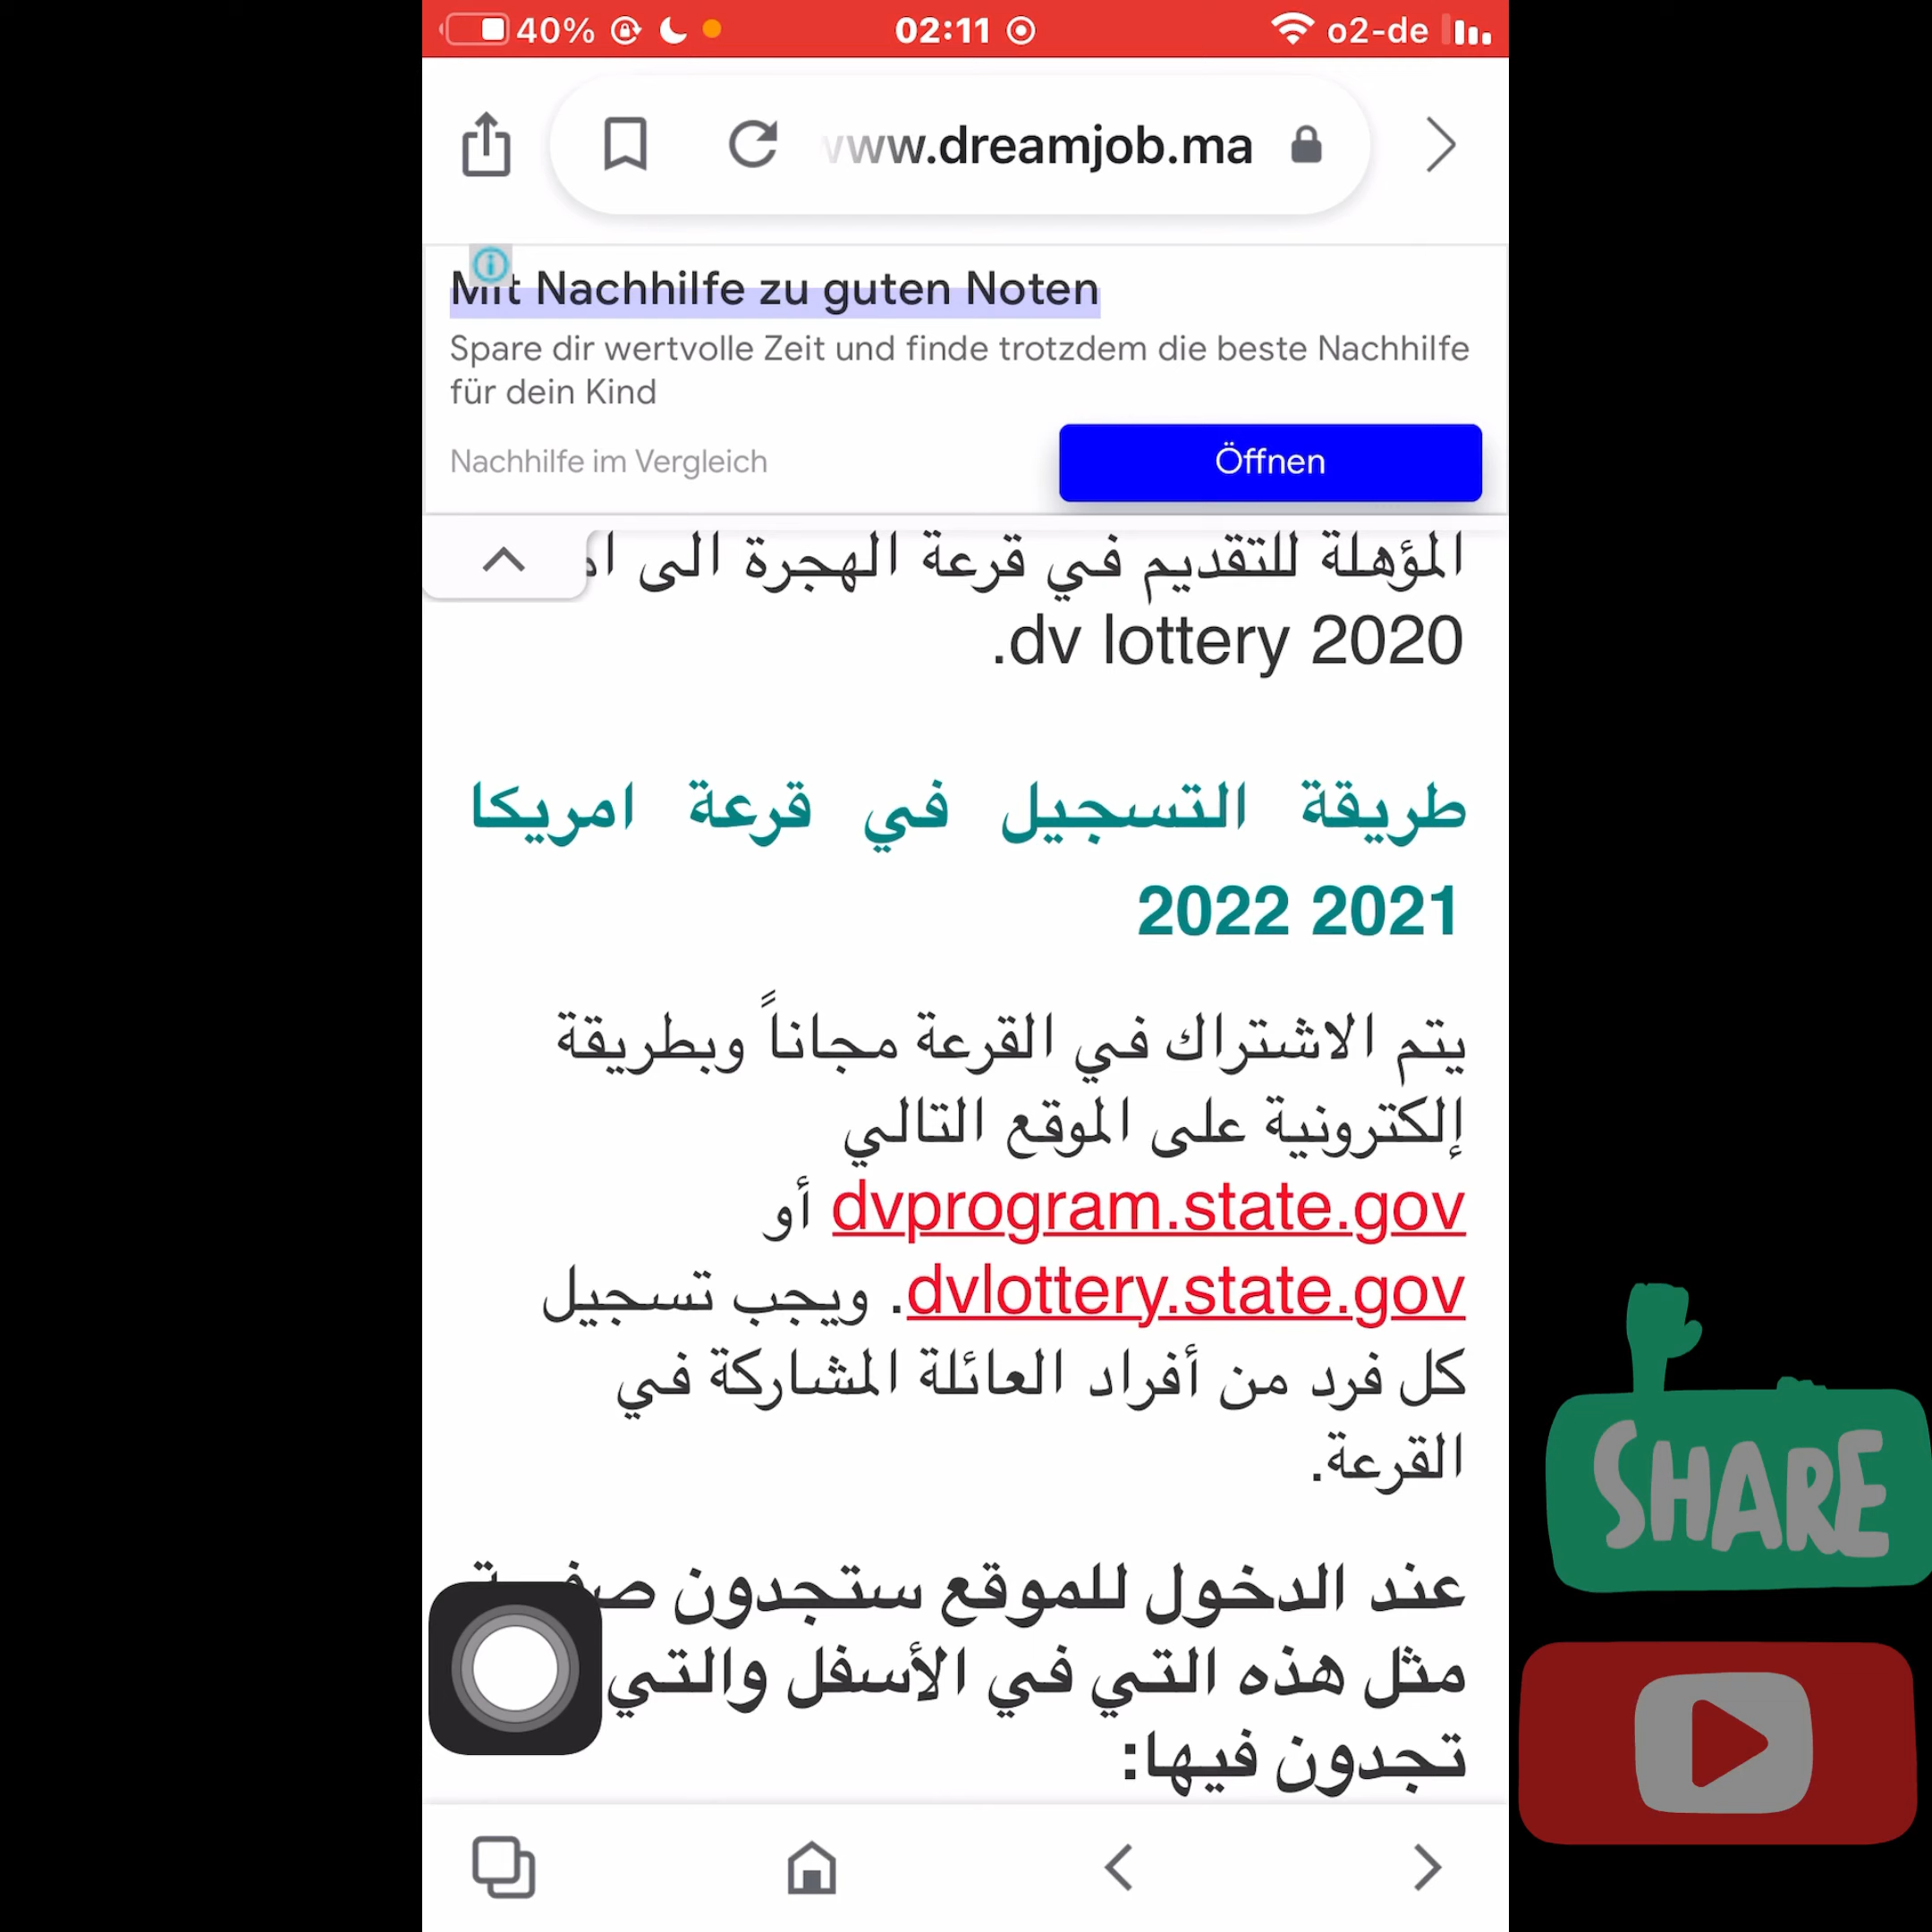 40%
02:11
o2-de
www.dreamjob.ma
Mit Nachhilfe zu guten Noten
Spare dir wertvolle Zeit und finde trotzdem die beste Nachhilfe
für dein Kind
Nachhilfe im Vergleich
Öffnen
المؤهلة للتقديم في قرعة الهجرة الى
dv lottery 2020.
طريقة التسجيل في قرعة امريكا
2021 2022
يتم الاشتراك في القرعة مجاناً وبطريقة
إلكترونية على الموقع التالي
dvprogram.state.gov أو
dvlottery.state.gov. ويجب تسجيل
كل فرد من أفراد العائلة المشاركة في
القرعة.
عند الدخول للموقع ستجدون
مثل هذه التي في الأسفل والتي
تجدون فيها:
SHARE